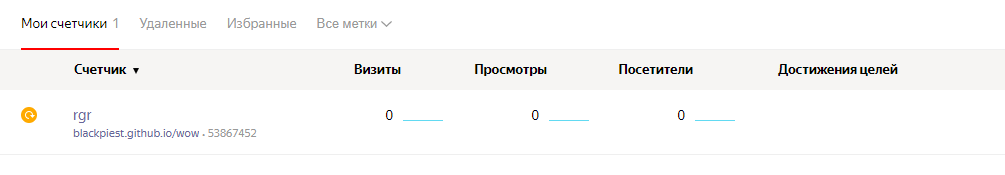 Мои счетчики 1 Удаленные Избранные Все метки
Счетчик ▼ Визиты Просмотры Посетители Достижения целей
rgr 0 0 0
blackpiest.github.io/wow • 53867452